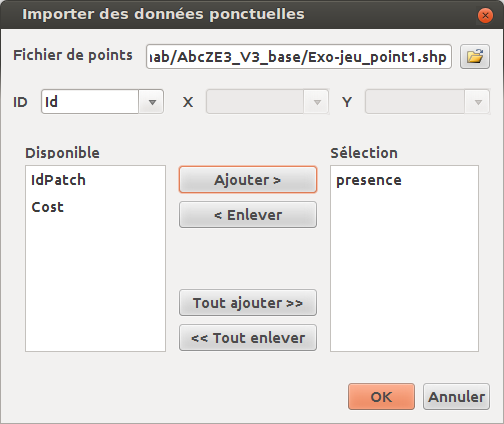 Importer des données ponctuelles
Fichier de points
ıab/AbcZE3_V3_base/Exo-jeu_point1.shp
ID Id X Y
Disponible
Sélection
IdPatch
Cost
Ajouter >
< Enlever
Tout ajouter >>
<< Tout enlever
presence
OK
Annuler